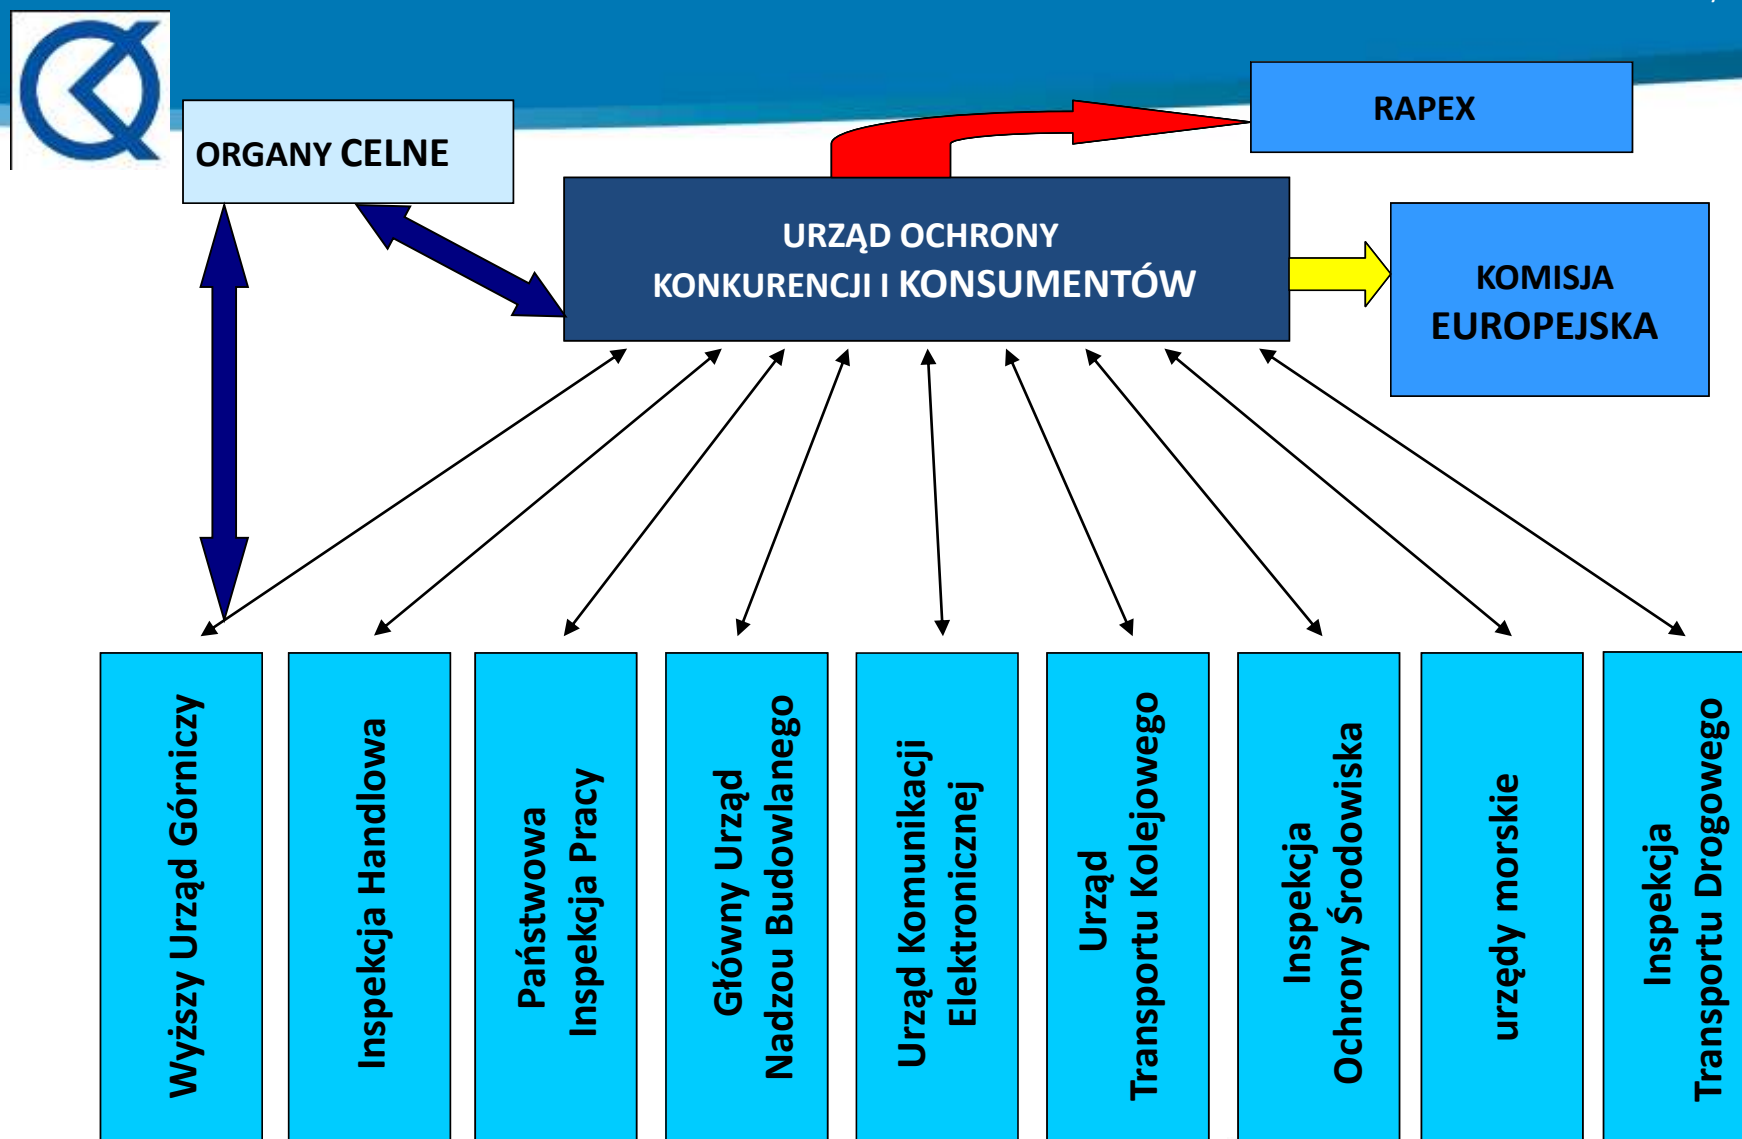 RAPEX
ORGANY CELNE
URZĄD OCHRONY
KONKURENCJI I KONSUMENTÓW
KOMISJA
EUROPEJSKA
Wyższy Urząd Górniczy
Inspekcja Handlowa
Państwowa
Inspekcja Pracy
Główny Urząd
Nadzou Budowlanego
Urząd Komunikacji
Elektronicznej
Urząd
Transportu Kolejowego
Inspekcja
Ochrony Środowiska
urzędy morskie
Inspekcja
Transportu Drogowego